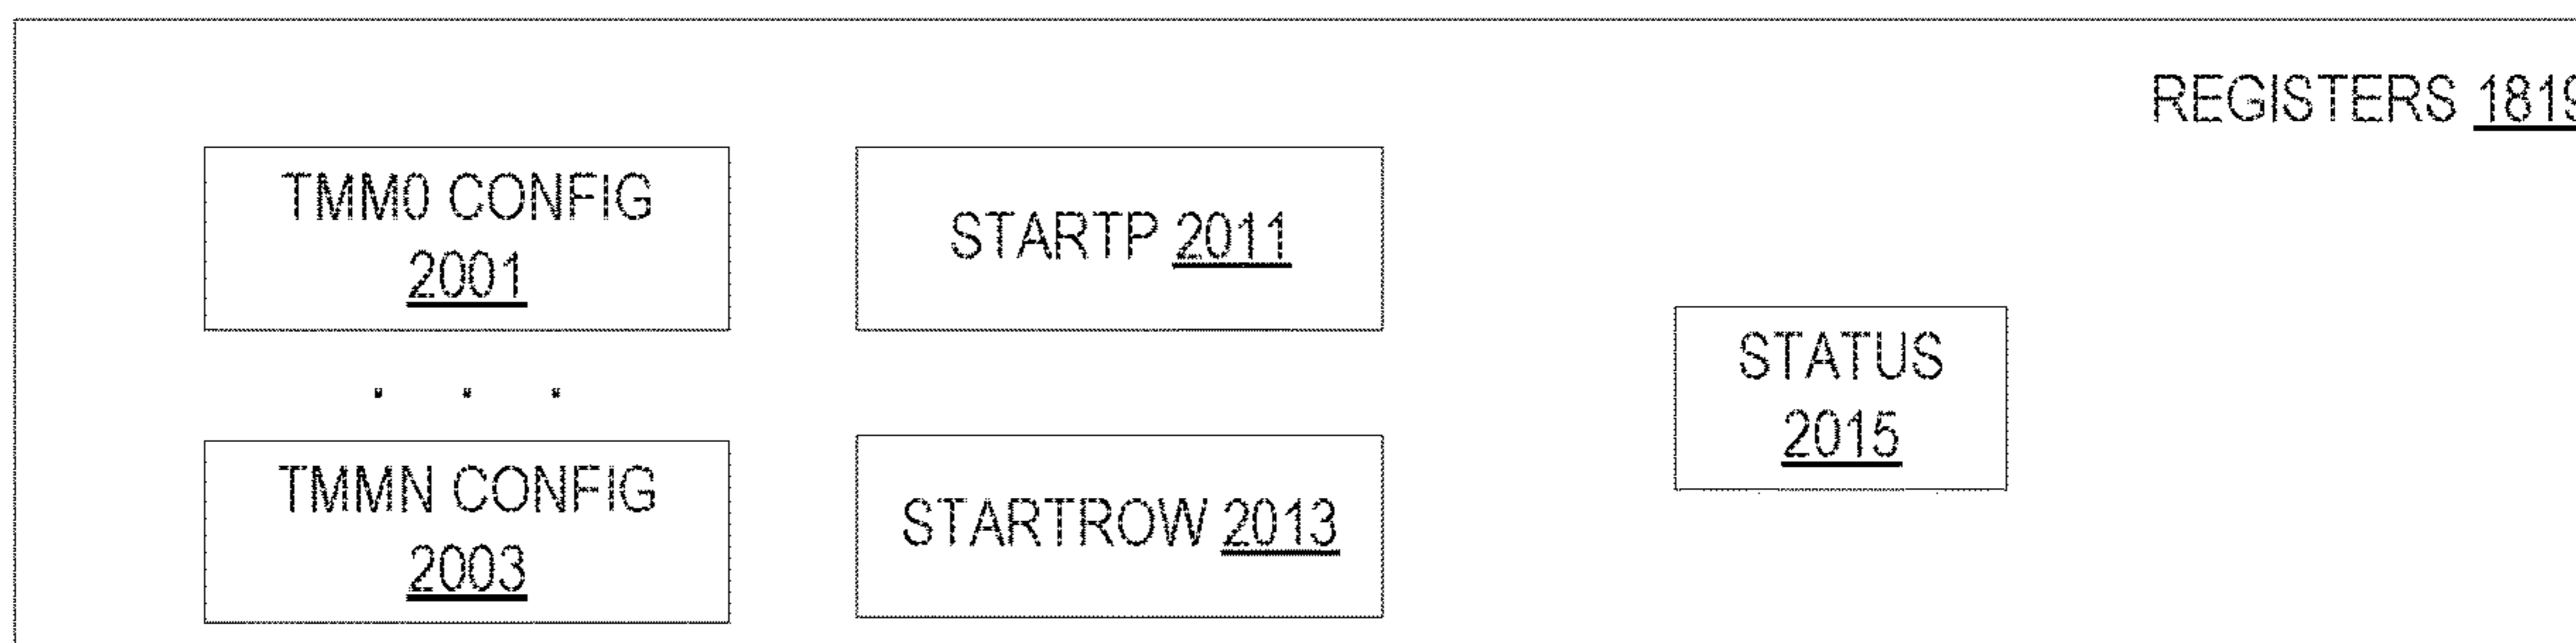 REGISTERS 1819
TMM0 CONFIG
2001
STARTP 2011
STATUS
2015
TMMN CONFIG
2003
STARTROW 2013